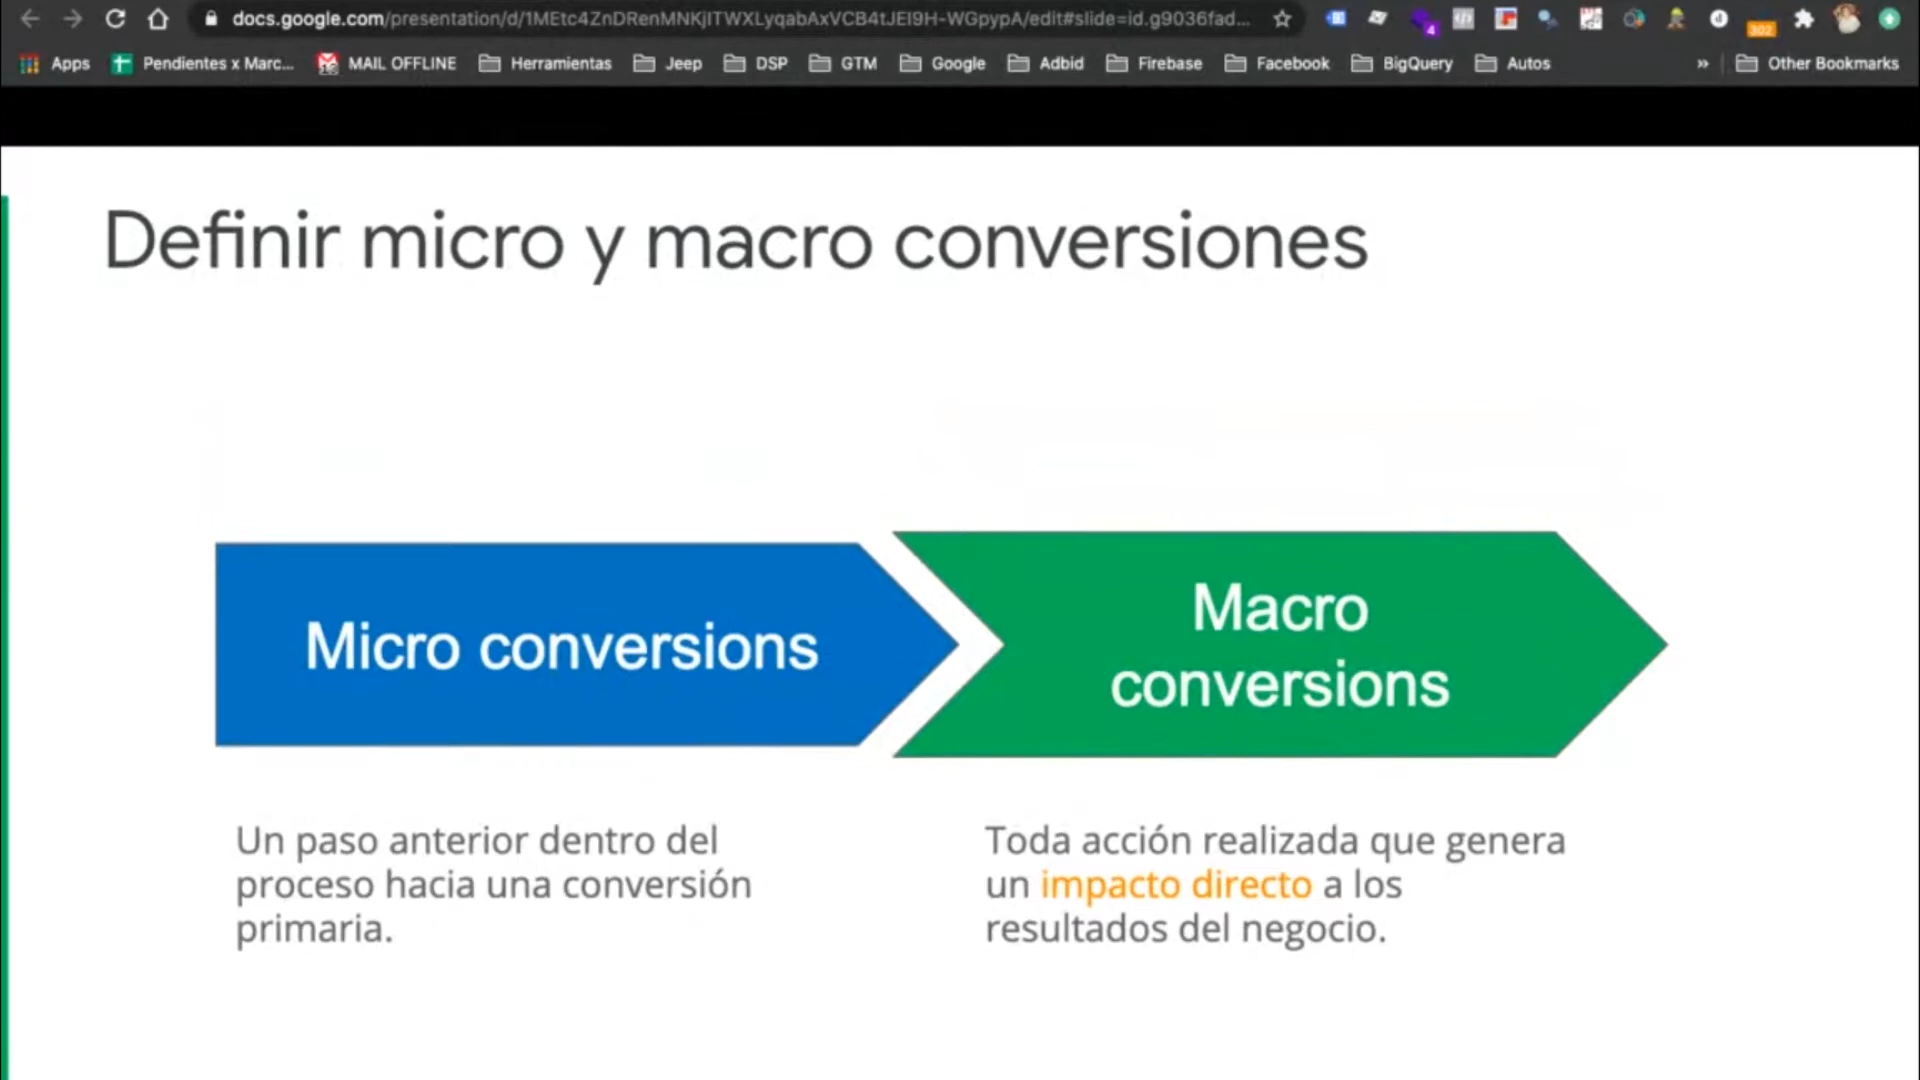 docs.google.com/presentation/d/1MEtc4ZnDRenMNKjITWXLyqabAxVCB4tJEI9H-WGpypA/edit#slide=id.g9036fad...
4
302
Apps Pendientes x Marc... MAIL OFFLINE Herramientas Jeep DSP GTM Google Adbid Firebase Facebook BigQuery Autos » Other Bookmarks
Definir micro y macro conversiones
Micro conversions
Macro
conversions
Un paso anterior dentro del
proceso hacia una conversión
primaria.
Toda acción realizada que genera
un impacto directo a los
resultados del negocio.